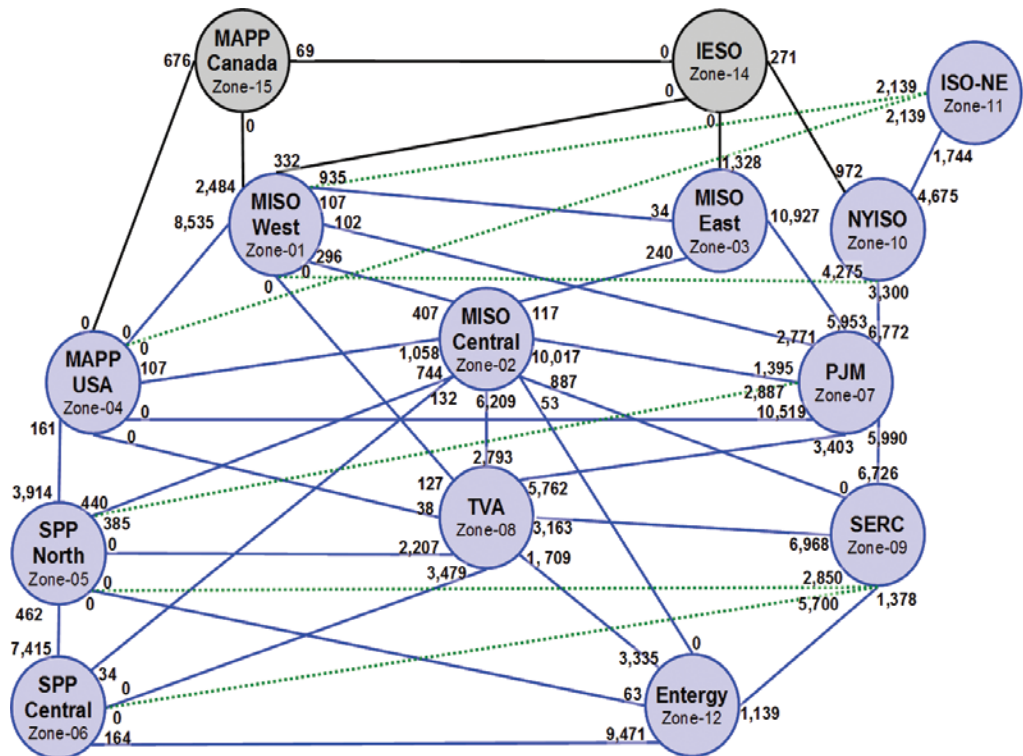 MAPP
Canada
Zone-15
676
69
0
0
0
IESO
Zone-14
271
0
0
ISO-NE
Zone-11
2,139
2,139
1,744
332
1,328
972
2,484
935
107
102
8,535
MISO
West
Zone-01
34
MISO
East
Zone-03
10,927
NYISO
Zone-10
4,675
296
0
0
240
4,275
3,300
407
MISO
Central
Zone-02
117
5,953
2,771
6,772
0
0
0
MAPP
USA
Zone-04
107
1,058
10,017
744
887
132
53
6,209
1,395
2,887
10,519
PJM
Zone-07
0
0
161
3,403
5,990
2,793
6,726
3,914
440
385
127
38
TVA
Zone-08
5,762
3,163
0
SERC
Zone-09
6,968
SPP
North
Zone-05
0
2,207
3,479
1,709
0
0
2,850
5,700
1,378
462
7,415
34
0
0
164
SPP
Central
Zone-06
3,335
0
63
9,471
Entergy
Zone-12
1,139